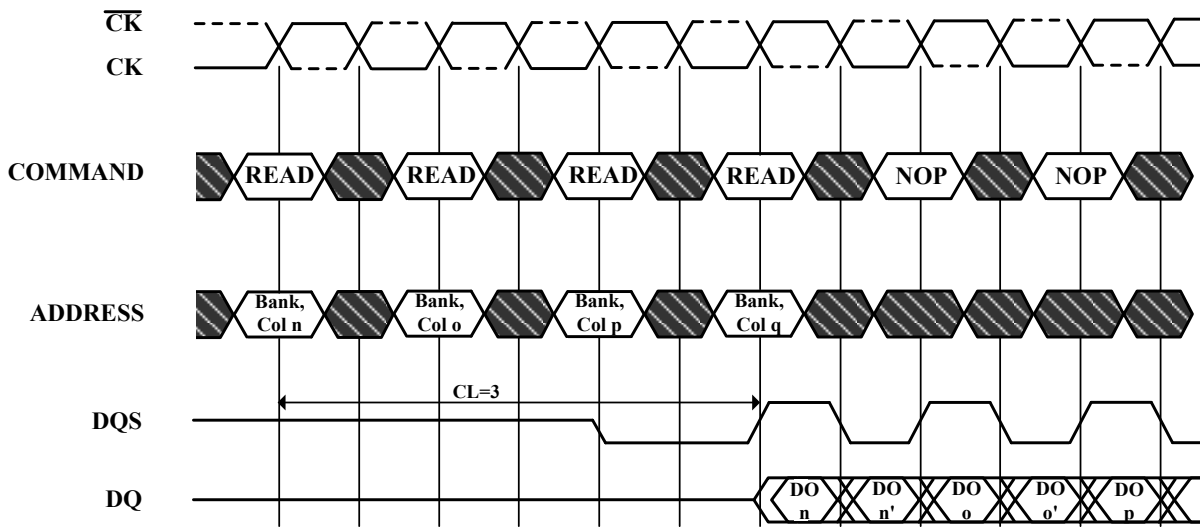 CK
CK
COMMAND READ READ READ READ NOP NOP
ADDRESS Bank, Col n Bank, Col o Bank, Col p Bank, Col q
CL=3
DQS
DQ DO n DO n' DO o DO o' DO p